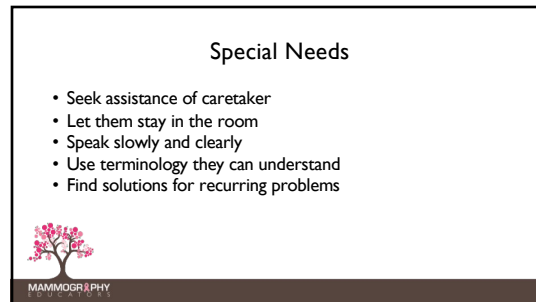 Special Needs
• Seek assistance of caretaker
• Let them stay in the room
• Speak slowly and clearly
• Use terminology they can understand
• Find solutions for recurring problems
MAMMOGRAPHY
EDUCATORS